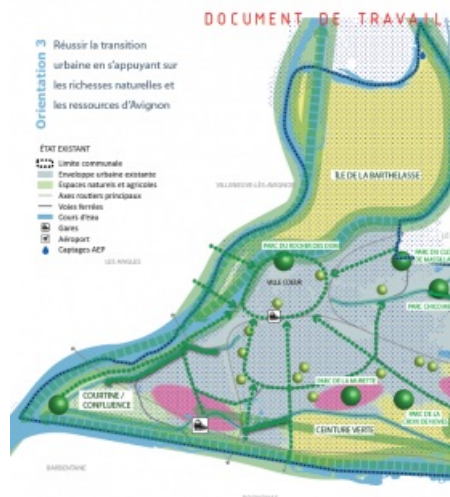 DOCUMENT DE TRAVAIL
Orientation 3
Réussir la transition
urbaine en s'appuyant sur
les richesses naturelles et
les ressources d'Avignon
ÉTAT EXISTANT
Limite communale
Enveloppe urbaine existante
Espaces naturels et agricoles
Axes routiers principaux
Voies ferrées
Cours d'eau
Gares
Aéroport
Captages AEP
ÎLE DE LA BARTHELASSE
VILLENEUVE-LÈS-AVIGNON
LES ANGLES
PARC DU ROCHER DES DOMS
VILLE COEUR
PARC CHICO
COURTINE /
CONFLUENCE
PARC DE LA MURETTE
PARC DE LA
CEINTURE VERTE
BARBENTANE